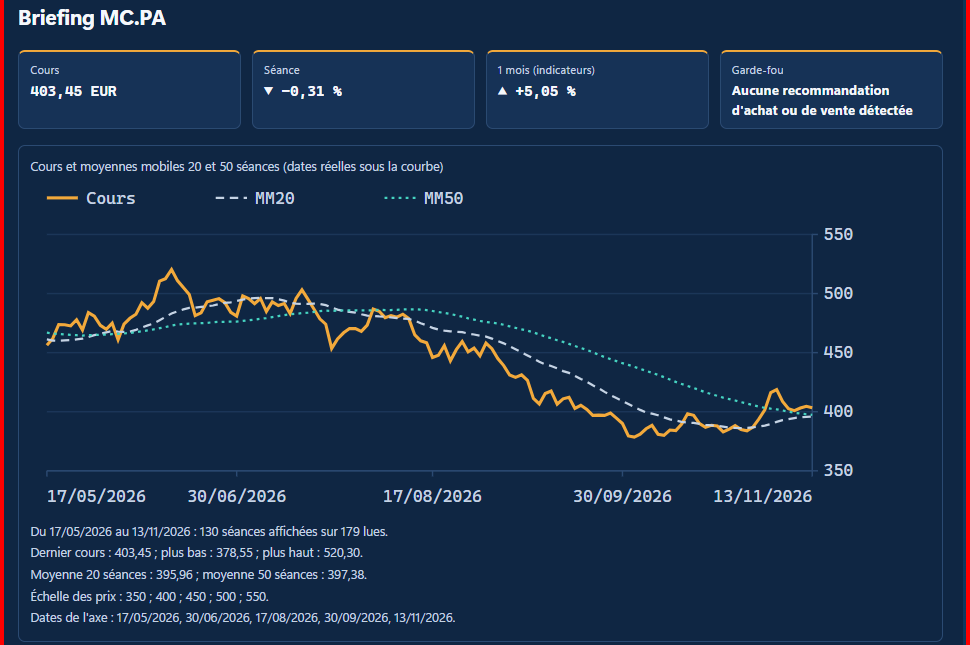 Briefing MC.PA
Cours
403,45 EUR
Séance
▼ −0,31 %
1 mois (indicateurs)
▲ +5,05 %
Garde-fou
Aucune recommandation
d'achat ou de vente détectée
Cours et moyennes mobiles 20 et 50 séances (dates réelles sous la courbe)
Cours MM20 MM50
550
500
450
400
350
17/05/2026 30/06/2026 17/08/2026 30/09/2026 13/11/2026
Du 17/05/2026 au 13/11/2026 : 130 séances affichées sur 179 lues.
Dernier cours : 403,45 ; plus bas : 378,55 ; plus haut : 520,30.
Moyenne 20 séances : 395,96 ; moyenne 50 séances : 397,38.
Échelle des prix : 350 ; 400 ; 450 ; 500 ; 550.
Dates de l'axe : 17/05/2026, 30/06/2026, 17/08/2026, 30/09/2026, 13/11/2026.